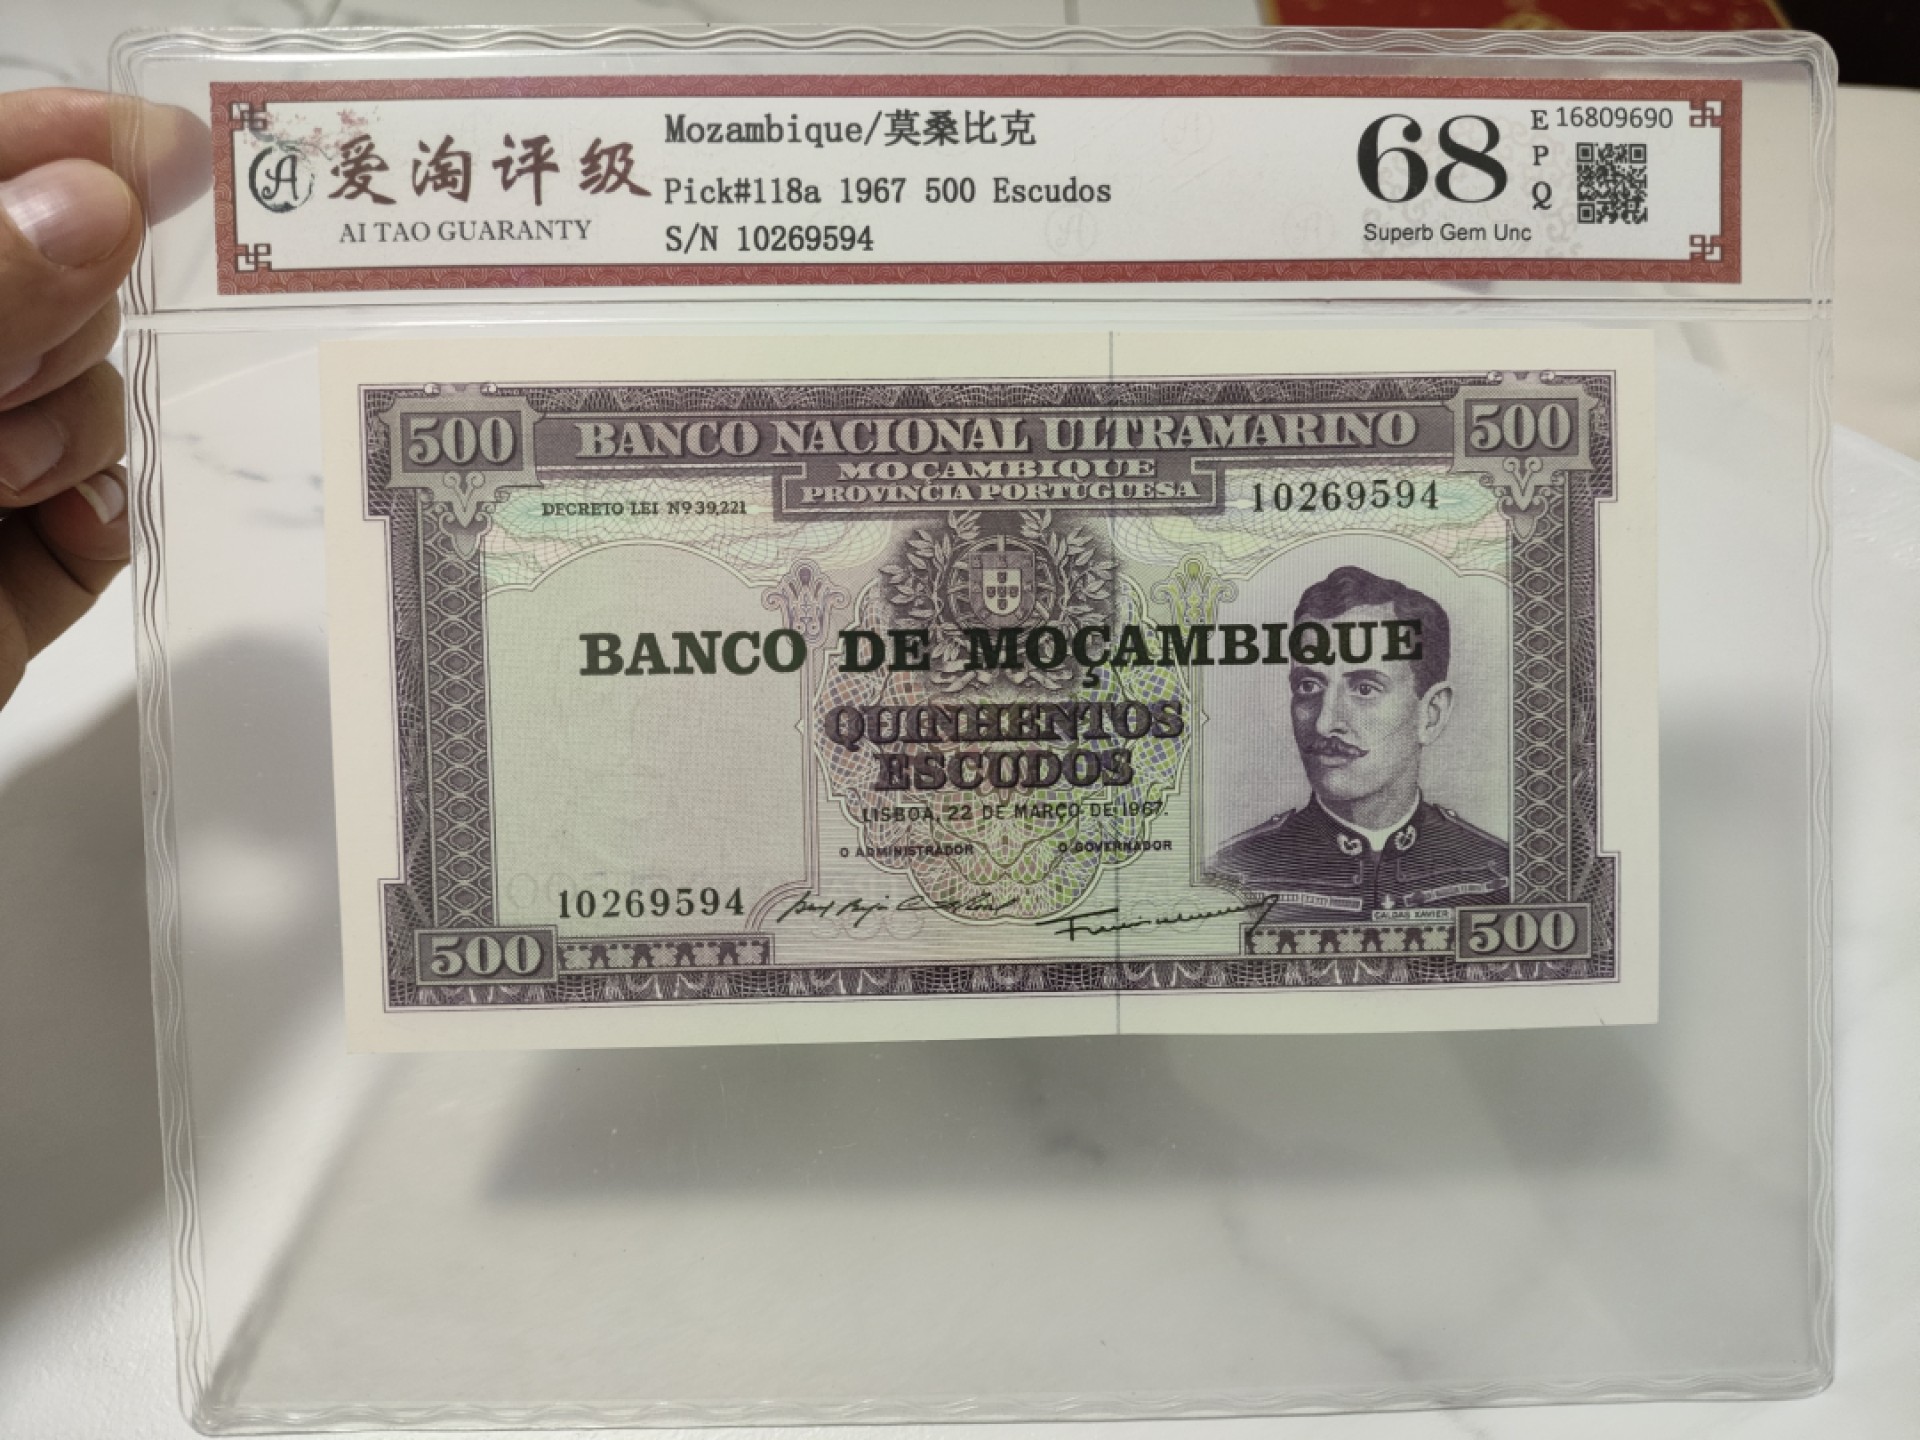 爱淘评级
AI TAO GUARANTY
Mozambique/莫桑比克
Pick#118a 1967 500 Escudos
S/N 10269594
68
EPQ
16809690
Superb Gem Unc
500
BANCO NACIONAL ULTRAMARINO
500
MOÇAMBIQUE
PROVINCIA PORTUGUESA
DECRETO LEI Nº 39,221
10269594
BANCO DE MOÇAMBIQUE
QUINHENTOS
ESCUDOS
LISBOA, 22 DE MARÇO DE 1967.
O ADMINISTRADOR
O GOVERNADOR
10269594
CALDAS XAVIER
500
500